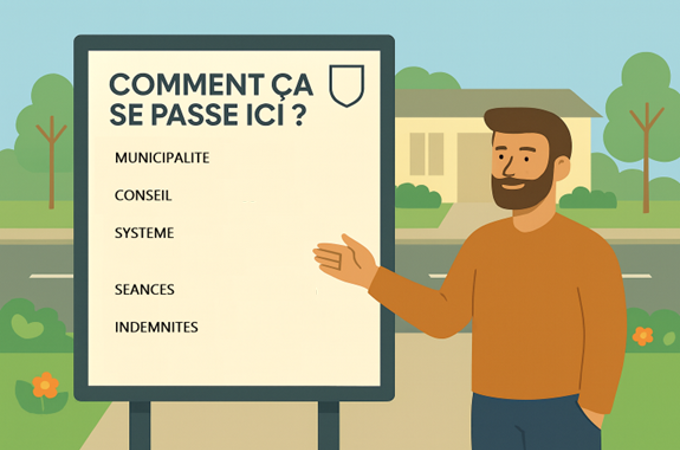 COMMENT ÇA
SE PASSE ICI ?
MUNICIPALITE
CONSEIL
SYSTEME
SEANCES
INDEMNITES